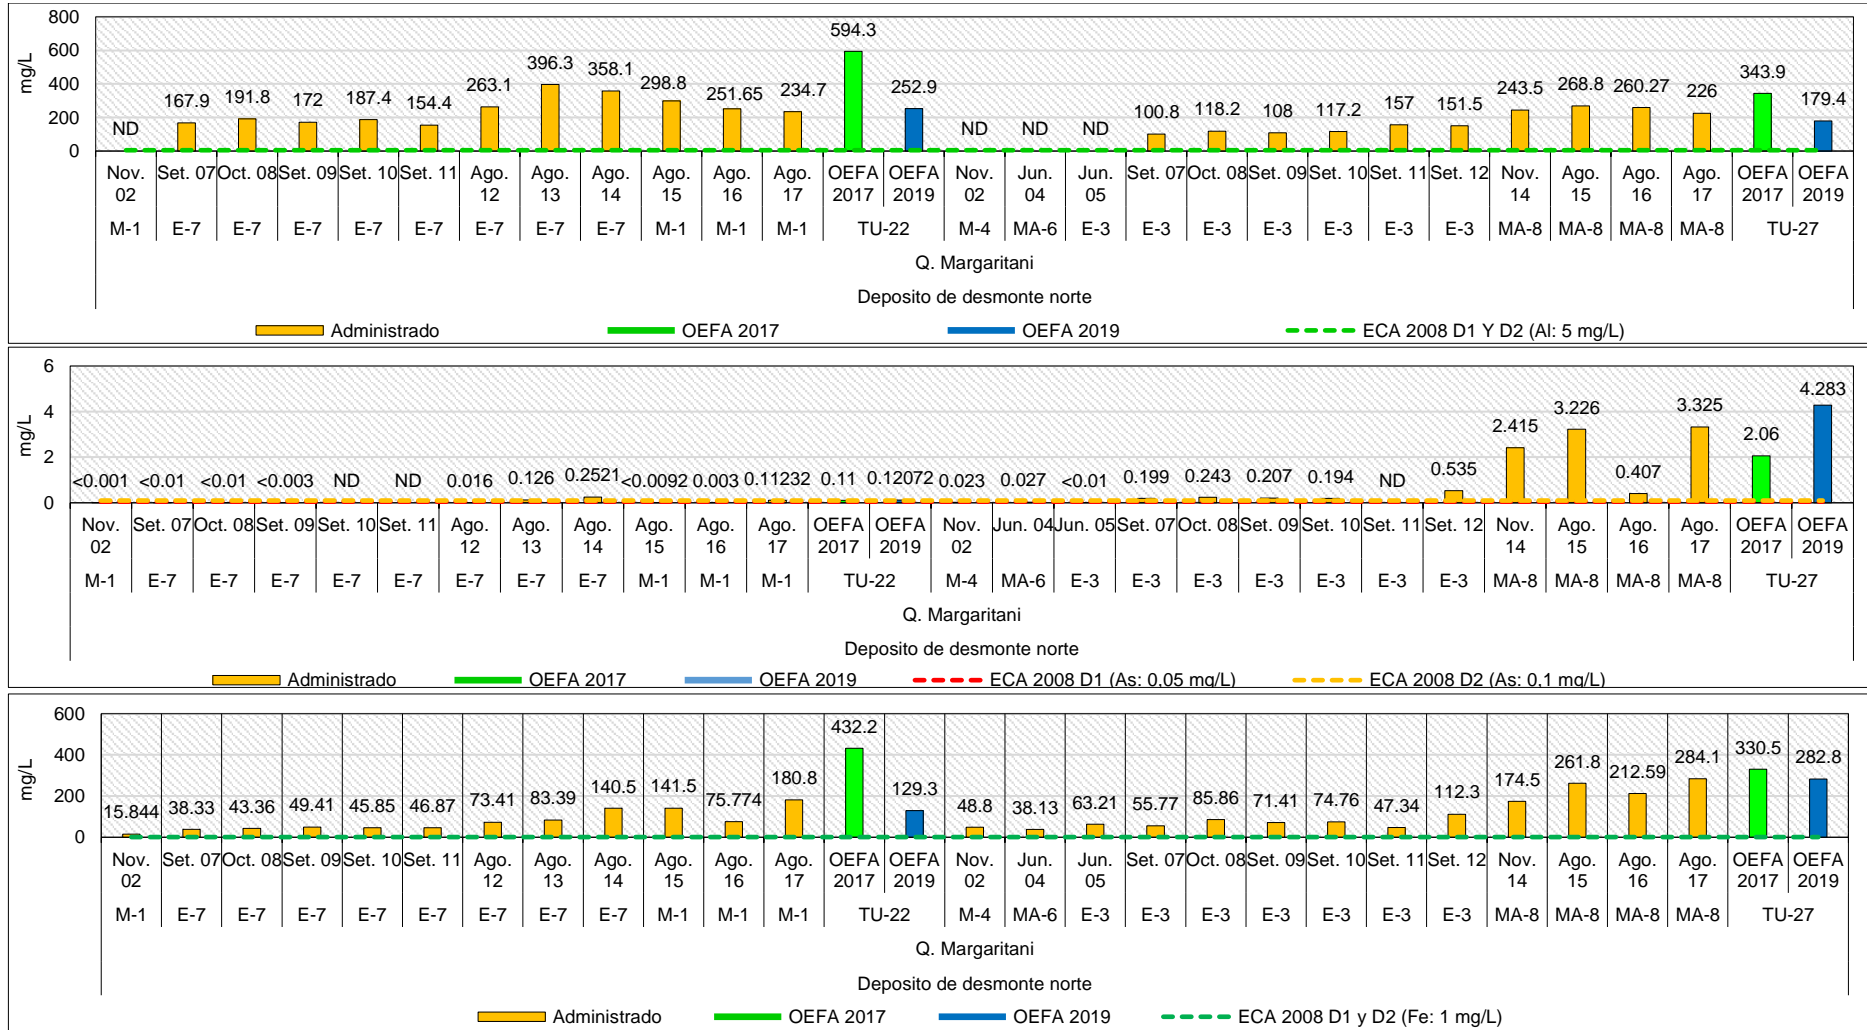 800
600
400
200
0
mg/L
ND 167.9 191.8 172 187.4 154.4 263.1 396.3 358.1 298.8 251.65 234.7 594.3 252.9 ND ND ND 100.8 118.2 108 117.2 157 151.5 243.5 268.8 260.27 226 343.9 179.4
Nov. 02 Set. 07 Oct. 08 Set. 09 Set. 10 Set. 11 Ago. 12 Ago. 13 Ago. 14 Ago. 15 Ago. 16 Ago. 17 OEFA 2017 OEFA 2019 Nov. 02 Jun. 04 Jun. 05 Set. 07 Oct. 08 Set. 09 Set. 10 Set. 11 Set. 12 Nov. 14 Ago. 15 Ago. 16 Ago. 17 OEFA 2017 OEFA 2019
M-1 E-7 E-7 E-7 E-7 E-7 E-7 E-7 E-7 M-1 M-1 M-1 TU-22 M-4 MA-6 E-3 E-3 E-3 E-3 E-3 E-3 E-3 MA-8 MA-8 MA-8 MA-8 TU-27
Q. Margaritani
Deposito de desmonte norte
Administrado OEFA 2017 OEFA 2019 ECA 2008 D1 Y D2 (Al: 5 mg/L)
6
4
2
0
mg/L
<0.001 <0.01 <0.01 <0.003 ND ND 0.016 0.126 0.2521 <0.0092 0.003 0.11232 0.11 0.12072 0.023 0.027 <0.01 0.199 0.243 0.207 0.194 ND 0.535 2.415 3.226 0.407 3.325 2.06 4.283
Nov. 02 Set. 07 Oct. 08 Set. 09 Set. 10 Set. 11 Ago. 12 Ago. 13 Ago. 14 Ago. 15 Ago. 16 Ago. 17 OEFA 2017 OEFA 2019 Nov. 02 Jun. 04 Jun. 05 Set. 07 Oct. 08 Set. 09 Set. 10 Set. 11 Set. 12 Nov. 14 Ago. 15 Ago. 16 Ago. 17 OEFA 2017 OEFA 2019
M-1 E-7 E-7 E-7 E-7 E-7 E-7 E-7 E-7 M-1 M-1 M-1 TU-22 M-4 MA-6 E-3 E-3 E-3 E-3 E-3 E-3 E-3 MA-8 MA-8 MA-8 MA-8 TU-27
Q. Margaritani
Deposito de desmonte norte
Administrado OEFA 2017 OEFA 2019 ECA 2008 D1 (As: 0,05 mg/L) ECA 2008 D2 (As: 0,1 mg/L)
600
400
200
0
mg/L
15.844 38.33 43.36 49.41 45.85 46.87 73.41 83.39 140.5 141.5 75.774 180.8 432.2 129.3 48.8 38.13 63.21 55.77 85.86 71.41 74.76 47.34 112.3 174.5 261.8 212.59 284.1 330.5 282.8
Nov. 02 Set. 07 Oct. 08 Set. 09 Set. 10 Set. 11 Ago. 12 Ago. 13 Ago. 14 Ago. 15 Ago. 16 Ago. 17 OEFA 2017 OEFA 2019 Nov. 02 Jun. 04 Jun. 05 Set. 07 Oct. 08 Set. 09 Set. 10 Set. 11 Set. 12 Nov. 14 Ago. 15 Ago. 16 Ago. 17 OEFA 2017 OEFA 2019
M-1 E-7 E-7 E-7 E-7 E-7 E-7 E-7 E-7 M-1 M-1 M-1 TU-22 M-4 MA-6 E-3 E-3 E-3 E-3 E-3 E-3 E-3 MA-8 MA-8 MA-8 MA-8 TU-27
Q. Margaritani
Deposito de desmonte norte
Administrado OEFA 2017 OEFA 2019 ECA 2008 D1 y D2 (Fe: 1 mg/L)